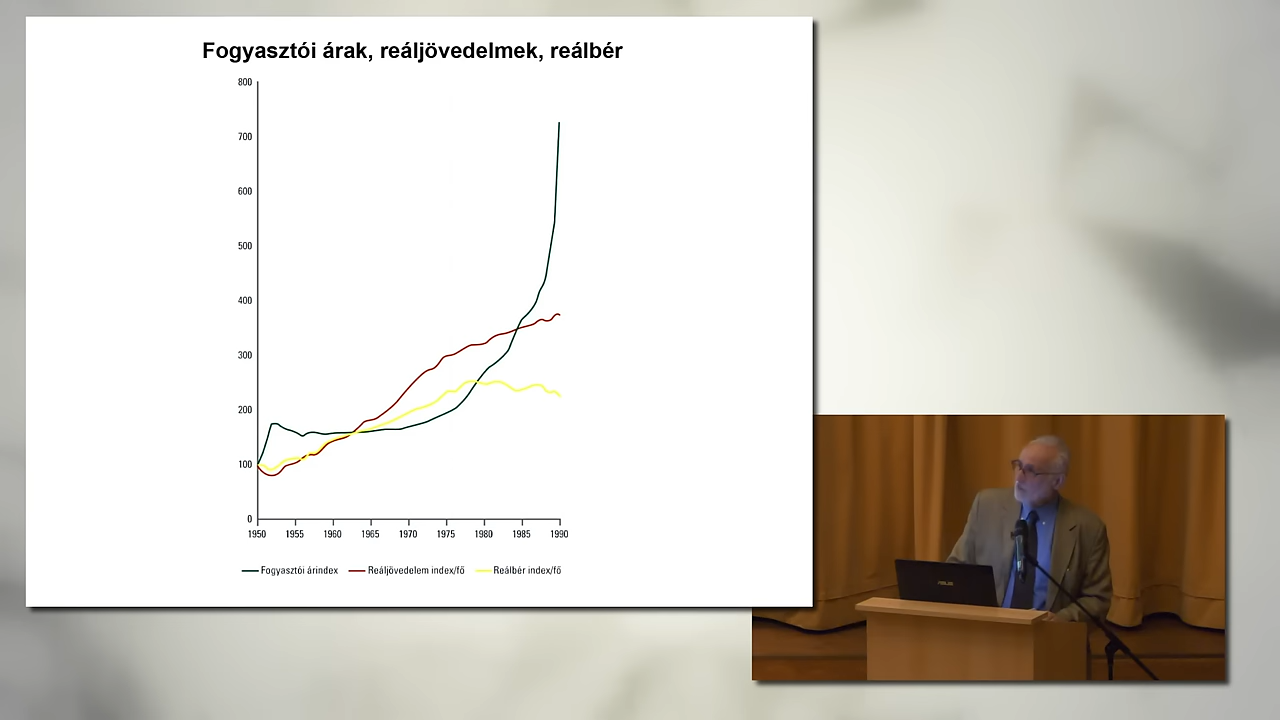 Fogyasztói árak, reáljövedelmek, reálbér
800
700
600
500
400
300
200
100
0
1950 1955 1960 1965 1970 1975 1980 1985 1990
Fogyasztói árindex Reáljövedelem index/fő Reálbér index/fő
ASUS